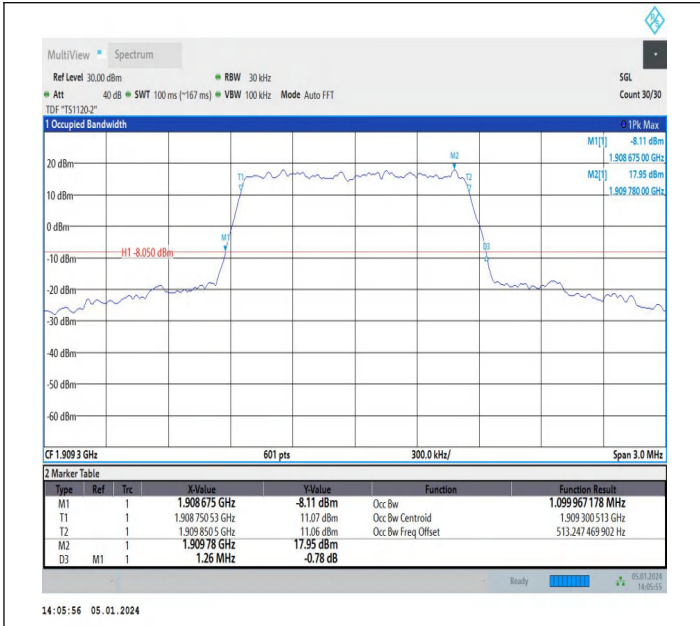 MultiView Spectrum
Ref Level 30.00 dBm RBW 30 kHz SGL
Att 40 dB SWT 100 ms (~167 ms) VBW 100 kHz Mode Auto FFT Count 30/30
TDF "TS1120-2"
1 Occupied Bandwidth 1Pk Max
M1[1] -8.11 dBm
1.908 675 00 GHz
M2[1] 17.95 dBm
1.909 780 00 GHz
M2
20 dBm
T1 T2
10 dBm
0 dBm
M1
D3
H1 -8.050 dBm
-10 dBm
-20 dBm
-30 dBm
-40 dBm
-50 dBm
-60 dBm
CF 1.909 3 GHz 601 pts 300.0 kHz/ Span 3.0 MHz
2 Marker Table
Type Ref Trc X-Value Y-Value Function Function Result
M1 1 1.908 675 GHz -8.11 dBm Occ Bw 1.099 967 178 MHz
T1 1 1.908 750 53 GHz 11.07 dBm Occ Bw Centroid 1.909 300 513 GHz
T2 1 1.909 850 5 GHz 11.06 dBm Occ Bw Freq Offset 513.247 469 902 Hz
M2 1 1.909 78 GHz 17.95 dBm
D3 M1 1 1.26 MHz -0.78 dB
Ready 05.01.2024
14:05:55
14:05:56 05.01.2024